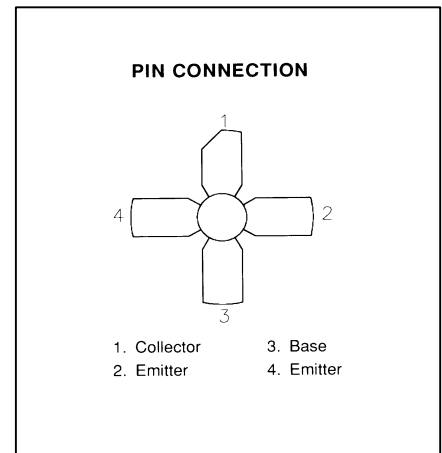 PIN CONNECTION
1
4
2
3
1. Collector 3. Base
2. Emitter 4. Emitter